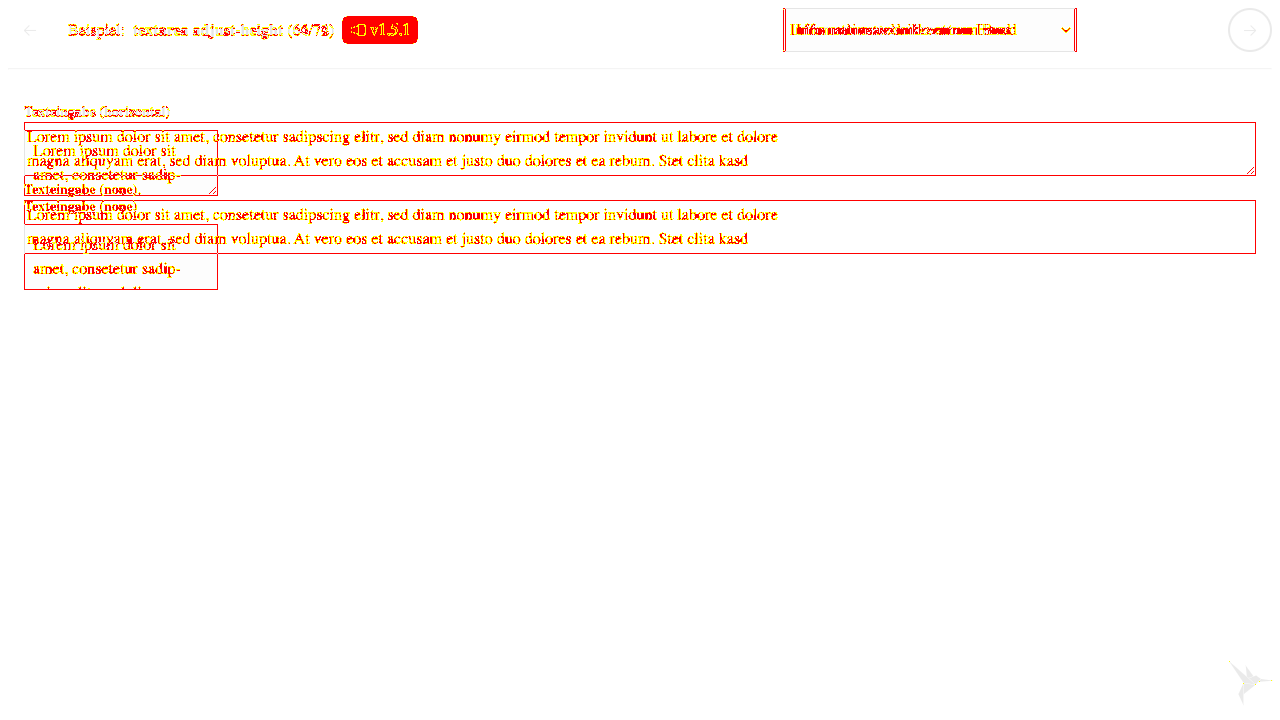 Beispiel: textarea adjust-height (64/79) v1.5.1
Texteingabe (horizontal)
Lorem ipsum dolor sit amet, consetetur sadipscing elitr, sed diam nonumy eirmod tempor invidunt ut labore et dolore
Lorem ipsum dolor sit
magna aliquyam erat, sed diam voluptua. At vero eos et accusam et justo duo dolores et ea rebum. Stet clita kasd
amet, consetetur sadip-
Texteingabe (none)
Texteingabe (none)
Lorem ipsum dolor sit amet, consetetur sadipscing elitr, sed diam nonumy eirmod tempor invidunt ut labore et dolore
magna aliquyam erat, sed diam voluptua. At vero eos et accusam et justo duo dolores et ea rebum. Stet clita kasd
Lorem ipsum dolor sit
amet, consetetur sadip-